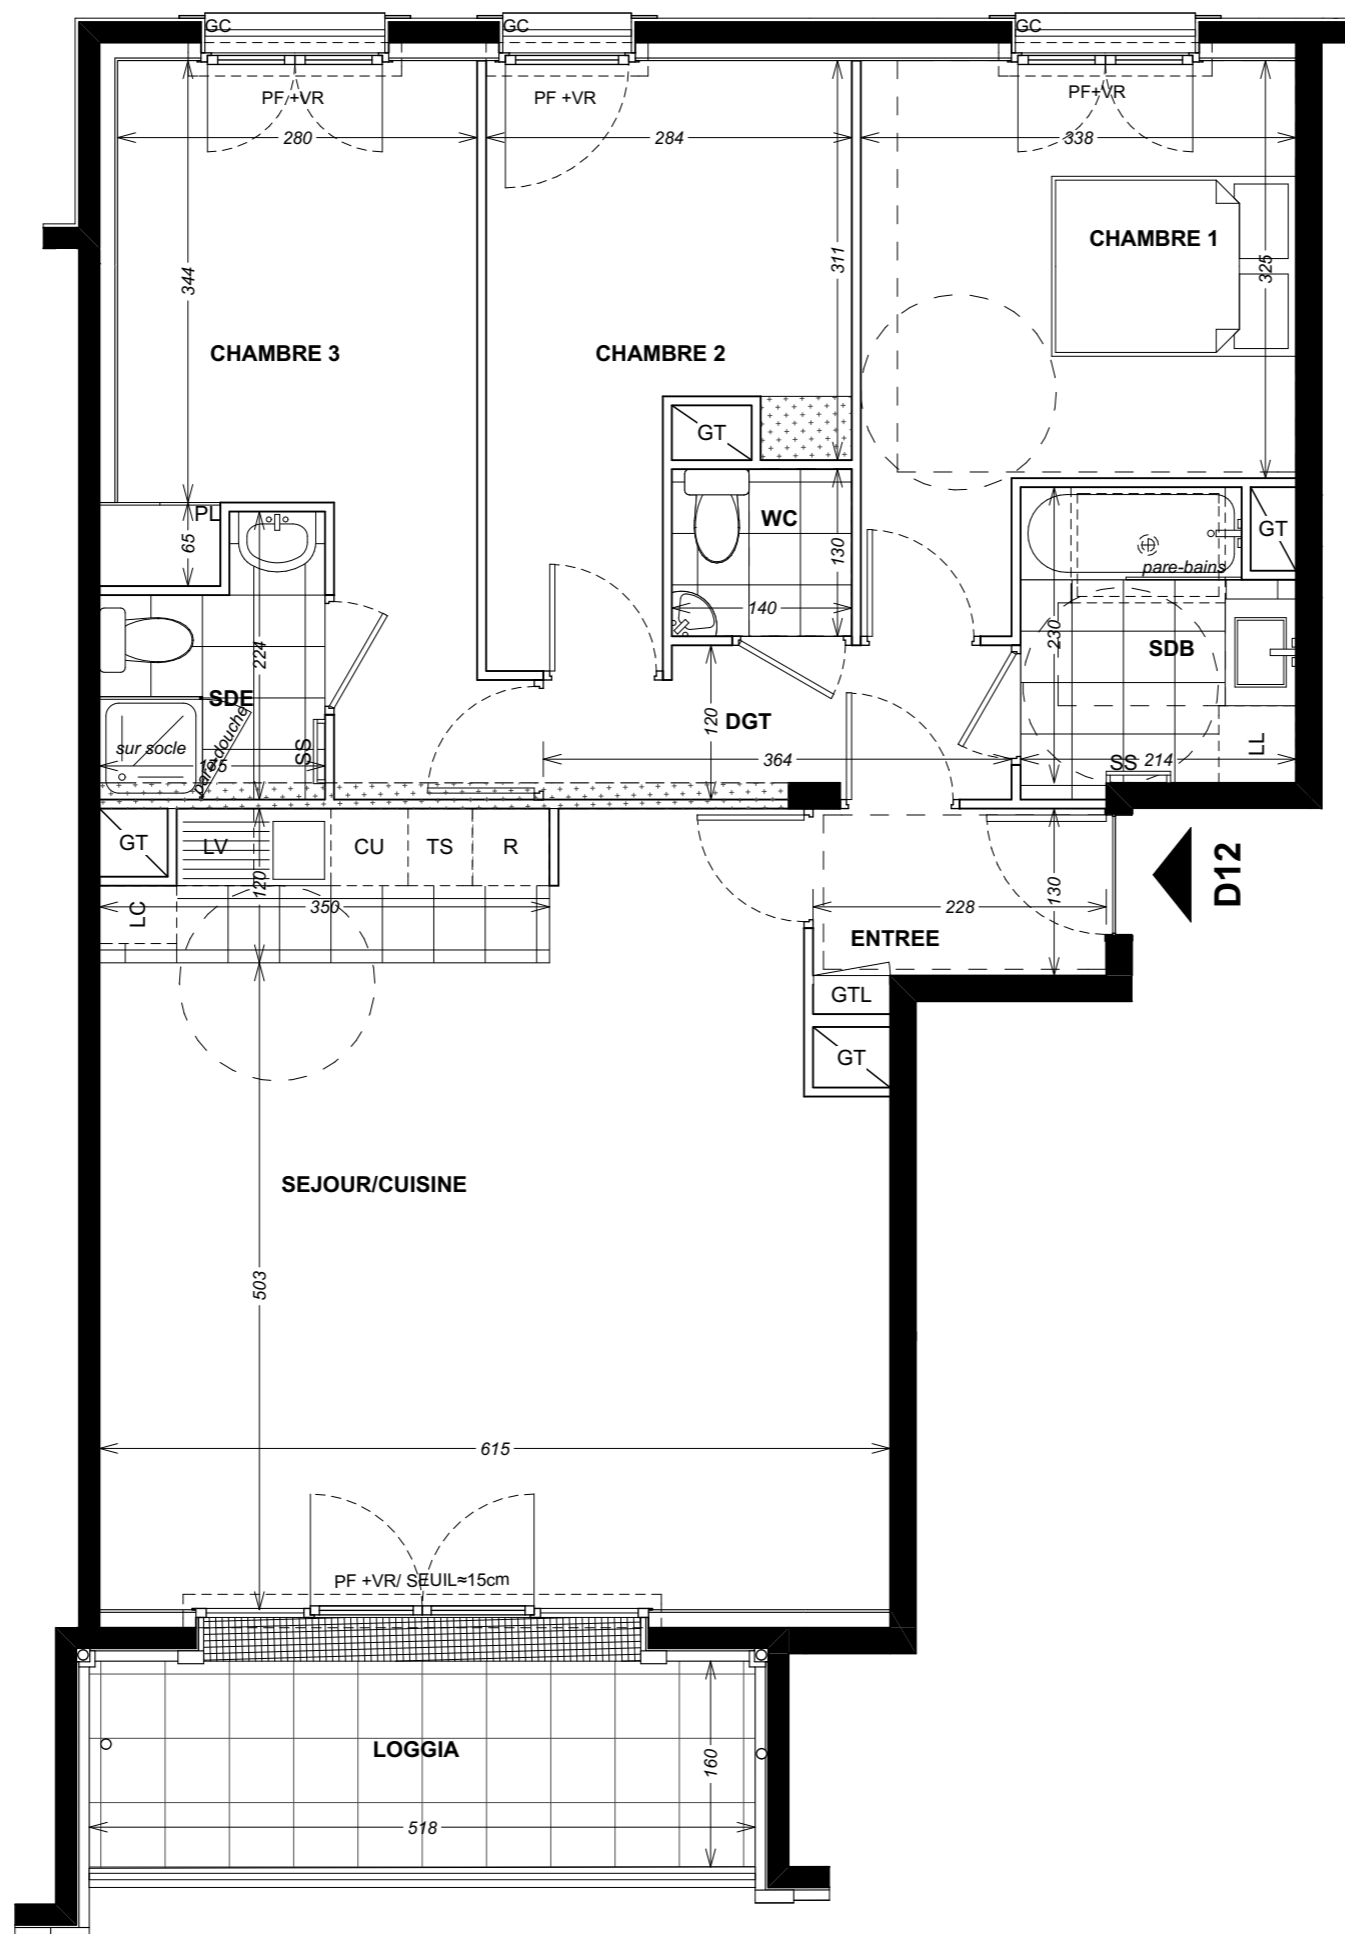 GC
GC
GC
PF +VR
PF +VR
PF+VR
280
284
338
CHAMBRE 1
344
311
325
CHAMBRE 3
CHAMBRE 2
GT
PL
65
WC
130
GT
pare-bains
140
224
230
SDB
SDE
DGT
120
sur socle
pare-douche
175
SS
364
SS
214
LL
GT
LV
CU
TS
R
120
D12
LC
350
228
130
ENTREE
GTL
GT
SEJOUR/CUISINE
503
615
PF +VR/ SEUIL≈15cm
LOGGIA
160
518